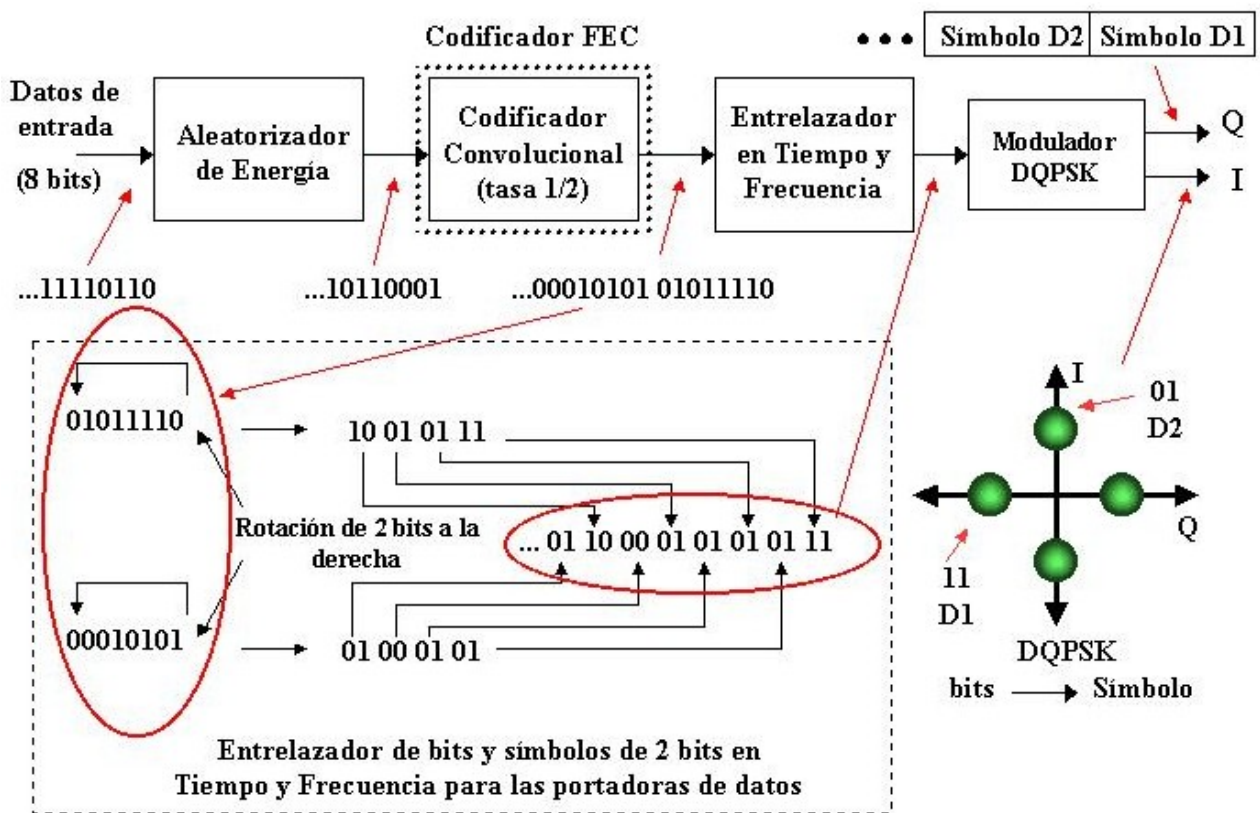 Codificador FEC
• • • Símbolo D2 Símbolo D1
Datos de
entrada
(8 bits)
Aleatorizador
de Energía
Codificador
Convolucional
(tasa 1/2)
Entrelazador
en Tiempo y
Frecuencia
Modulador
DQPSK
Q
I
...11110110
...10110001
...00010101 01011110
01011110
10 01 01 11
Rotación de 2 bits a la
derecha
... 01 10 00 01 01 01 01 11
00010101
01 00 01 01
Entrelazador de bits y símbolos de 2 bits en
Tiempo y Frecuencia para las portadoras de datos
I
01
D2
Q
11
D1
DQPSK
bits Símbolo